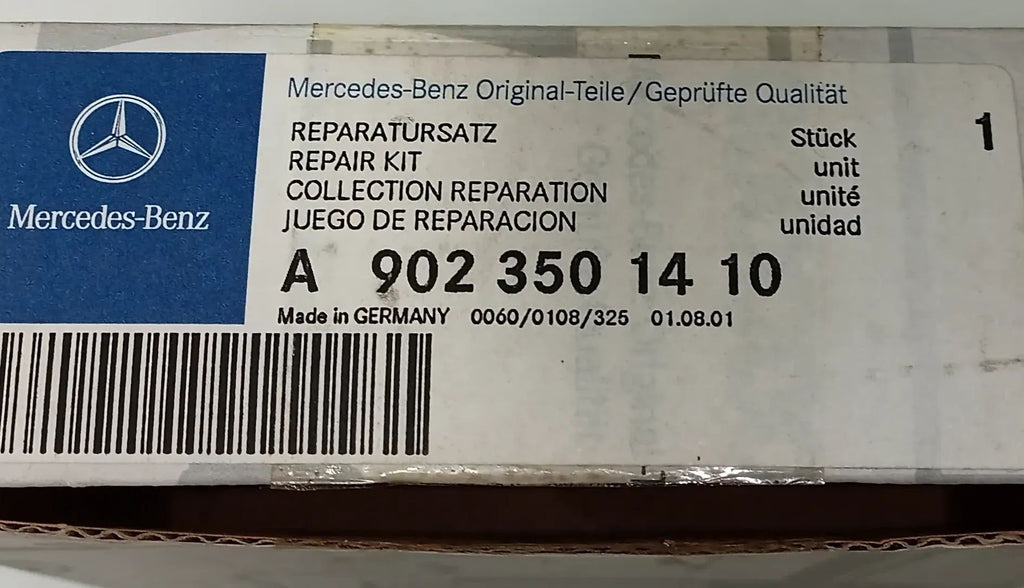 Mercedes-Benz
Mercedes-Benz Original-Teile/Geprüfte Qualität
REPARATURSATZ Stück 1
REPAIR KIT unit
COLLECTION REPARATION unité
JUEGO DE REPARACION unidad
A 902 350 14 10
Made in GERMANY 0060/0108/325 01.08.01